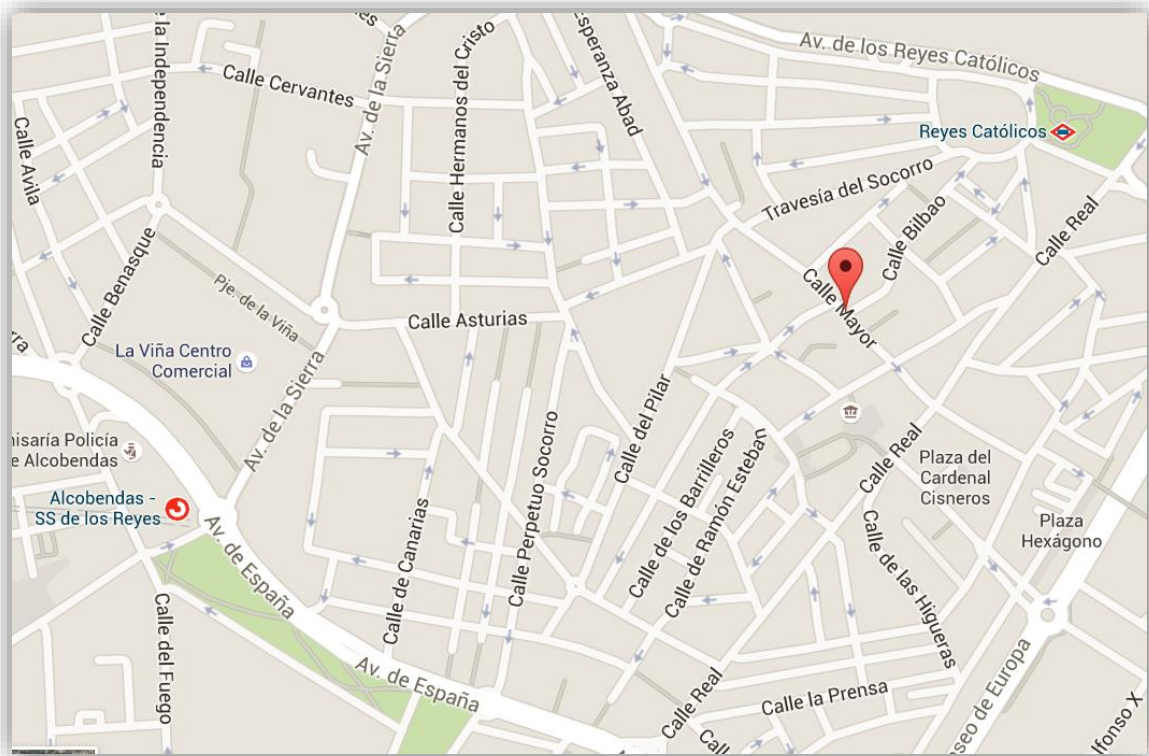 Av. de los Reyes Católicos
Calle Cervantes
Av. de la Sierra
Calle Hermanos del Cristo
Esperanza Abad
e la Independencia
Calle Avila
Reyes Católicos
Travesía del Socorro
Calle Bilbao
Calle Real
Calle Benasque
Pje. de la Viña
Calle Mayor
Calle Asturias
La Viña Centro
Comercial
Av. de la Sierra
Calle del Pilar
misaría Policía
e Alcobendas
Alcobendas -
SS de los Reyes
Calle Perpetuo Socorro
Calle de los Barrilleros
Calle de Ramón Esteban
Calle Real
Plaza del
Cardenal
Cisneros
Plaza
Hexágono
Av. de España
Calle de Canarias
Calle de las Higueras
Calle del Fuego
Av. de España
Calle Real
Calle la Prensa
seo de Europa
lfonso X